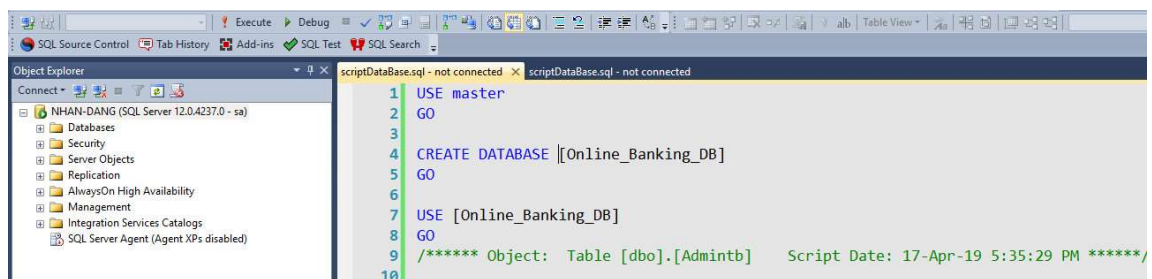 Execute Debug alb Table View
SQL Source Control Tab History Add-ins SQL Test SQL Search
Object Explorer
Connect
NHAN-DANG (SQL Server 12.0.4237.0 - sa)
Databases
Security
Server Objects
Replication
AlwaysOn High Availability
Management
Integration Services Catalogs
SQL Server Agent (Agent XPs disabled)
scriptDataBase.sql - not connected scriptDataBase.sql - not connected
1 USE master
2 GO
3
4 CREATE DATABASE [Online_Banking_DB]
5 GO
6
7 USE [Online_Banking_DB]
8 GO
9 /****** Object: Table [dbo].[Admintb] Script Date: 17-Apr-19 5:35:29 PM ******/
10